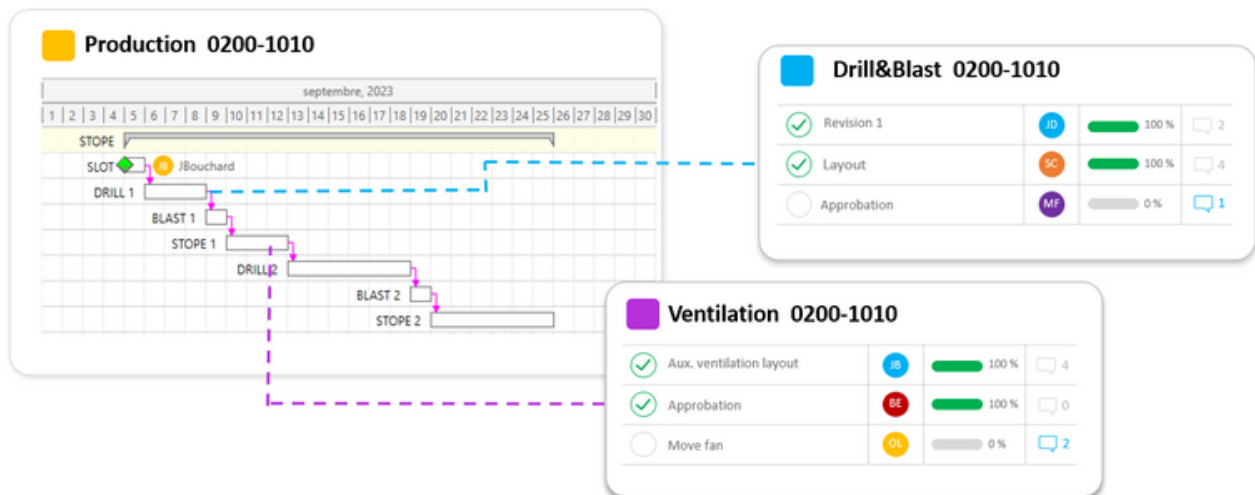 Production 0200-1010
septembre, 2023
1 2 3 4 5 6 7 8 9 10 11 12 13 14 15 16 17 18 19 20 21 22 23 24 25 26 27 28 29 30
STOPE
SLOT JB JBouchard
DRILL 1
BLAST 1
STOPE 1
DRILL 2
BLAST 2
STOPE 2
Drill&Blast 0200-1010
Revision 1 JD 100 % 2
Layout SC 100 % 4
Approbation MF 0 % 1
Ventilation 0200-1010
Aux. ventilation layout JB 100 % 4
Approbation BE 100 % 0
Move fan OL 0 % 2